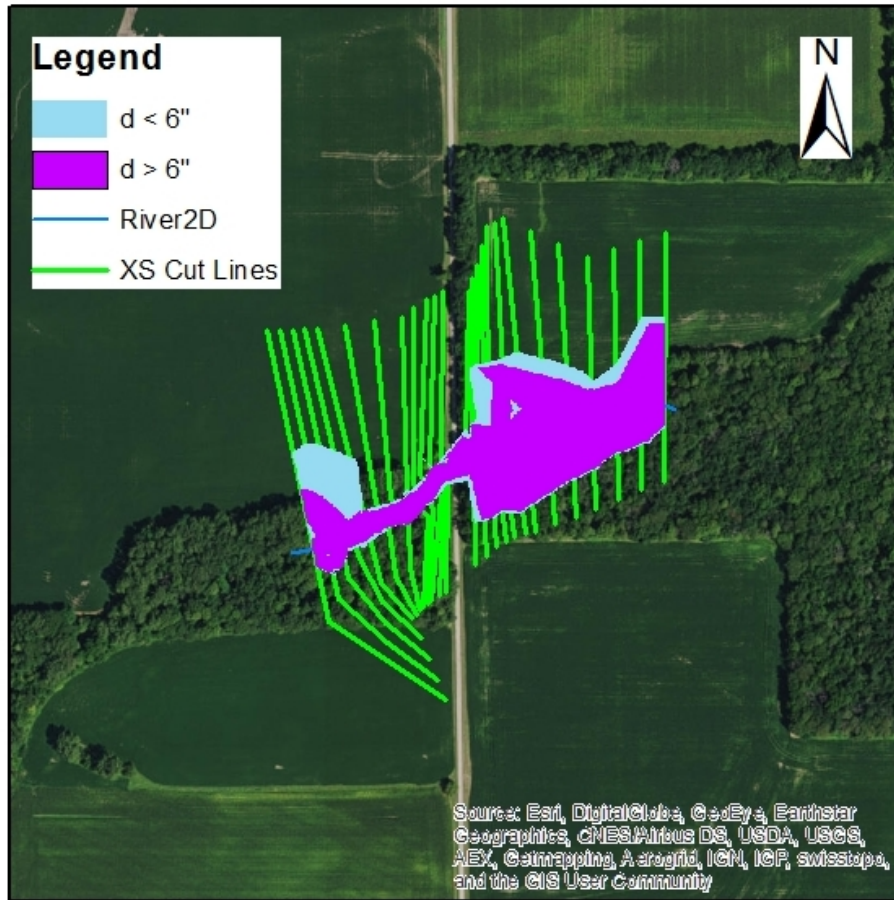 Legend
d < 6"
d > 6"
River2D
XS Cut Lines
N
Source: Esri, DigitalGlobe, GeoEye, Earthstar
Geographics, CNES/Airbus DS, USDA, USGS,
AEX, Getmapping, Aerogrid, IGN, IGP, swisstopo,
and the GIS User Community